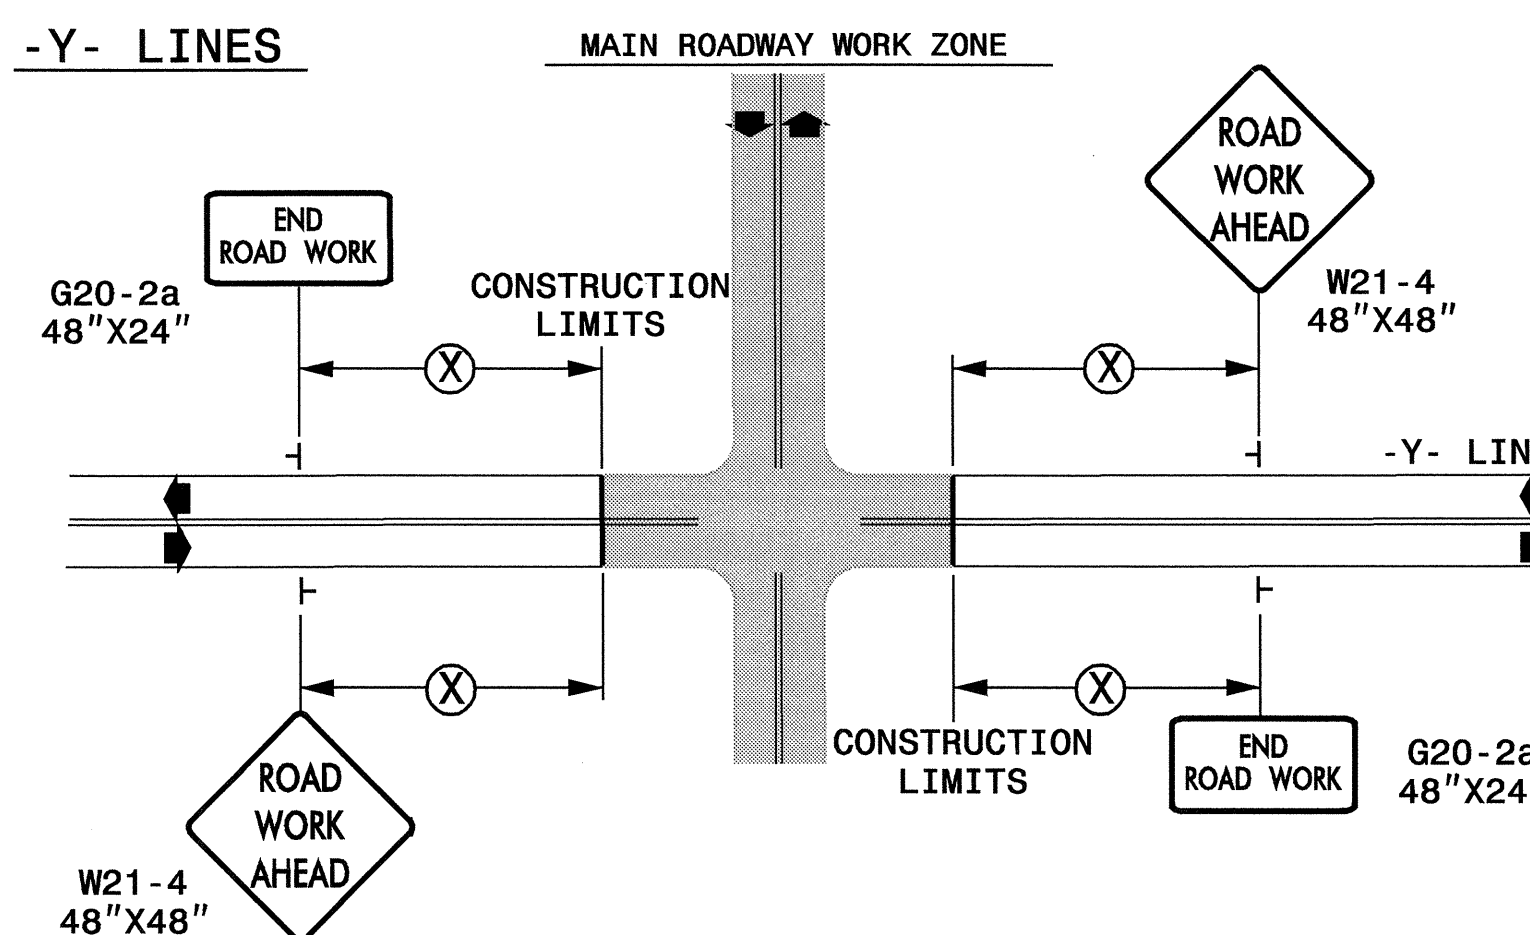 -Y- LINES
MAIN ROADWAY WORK ZONE
ROAD
WORK
AHEAD
END
ROAD WORK
G20-2a
48"X24"
CONSTRUCTION
LIMITS
W21-4
48"X48"
X
X
-Y- LIN
X
X
CONSTRUCTION
LIMITS
END
ROAD WORK
G20-2a
48"X24
ROAD
WORK
AHEAD
W21-4
48"X48"